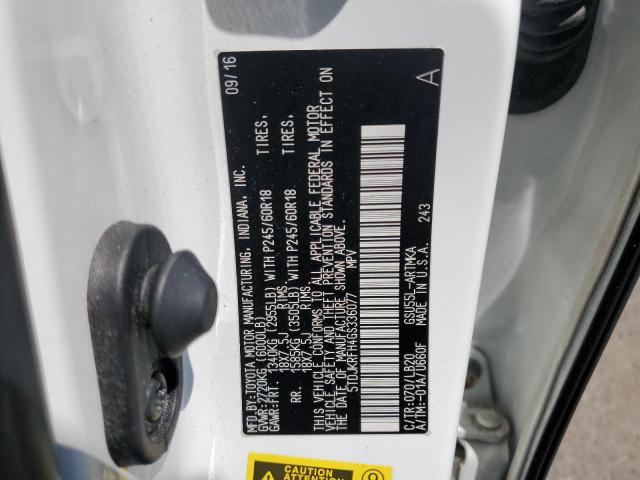 MFD.BY:TOYOTA MOTOR MANUFACTURING, INDIANA, INC. 09/16
GVWR:2720KG (6000LB)
GAWR:FRT. 1340KG (2955LB) WITH P245/60R18 TIRES,
18X7.5J RIMS,
RR. 1585KG (3505LB) WITH P245/60R18 TIRES,
18X7.5J RIMS,
THIS VEHICLE CONFORMS TO ALL APPLICABLE FEDERAL MOTOR
VEHICLE SAFETY AND THEFT PREVENTION STANDARDS IN EFFECT ON
THE DATE OF MANUFACTURE SHOWN ABOVE.
5TDJKRFH4GS336077 MPV
C/TR:070/LB20 GSU55L-ARTMKA A
A/TM:-01A/U660F MADE IN U.S.A. 243
CAUTION